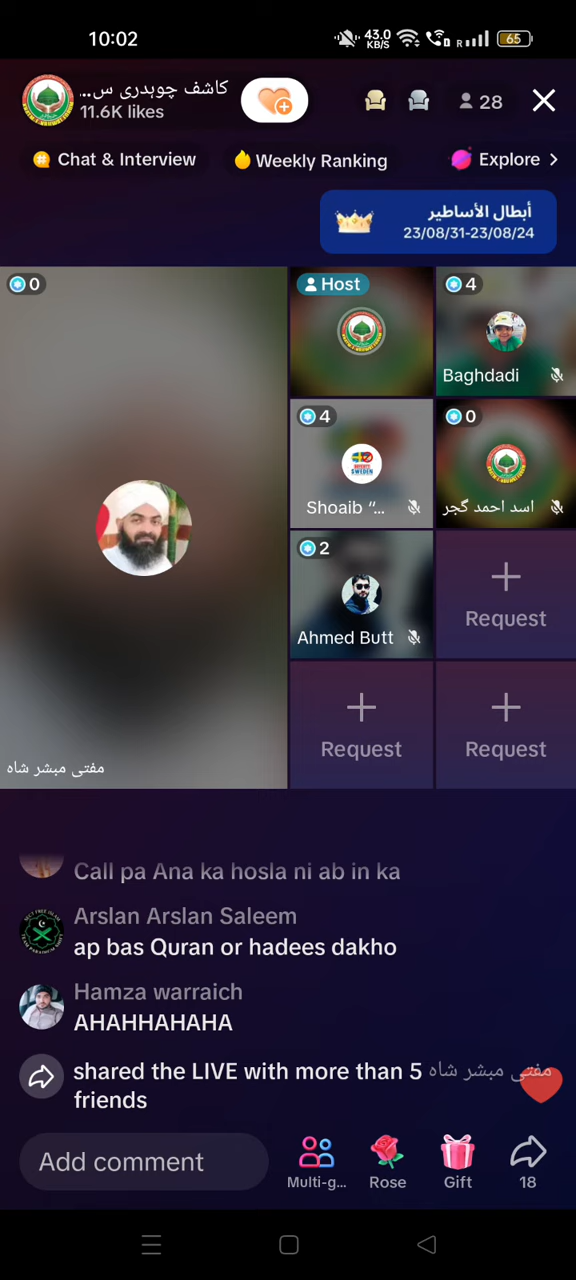 10:02
43.0
KB/S
R
65
کاشف چوہدری س...
11.6K likes
28
Chat & Interview
Weekly Ranking
Explore
أبطال الأساطير
23/08/31-23/08/24
0
Host
4
Baghdadi
4
Shoaib “...
0
اسد احمد گجر
2
Ahmed Butt
Request
Request
Request
مفتی مبشر شاہ
Call pa Ana ka hosla ni ab in ka
Arslan Arslan Saleem
ap bas Quran or hadees dakho
Hamza warraich
AHAHHAHAHA
مفتی مبشر شاہ shared the LIVE with more than 5
friends
Add comment
Multi-g...
Rose
Gift
18